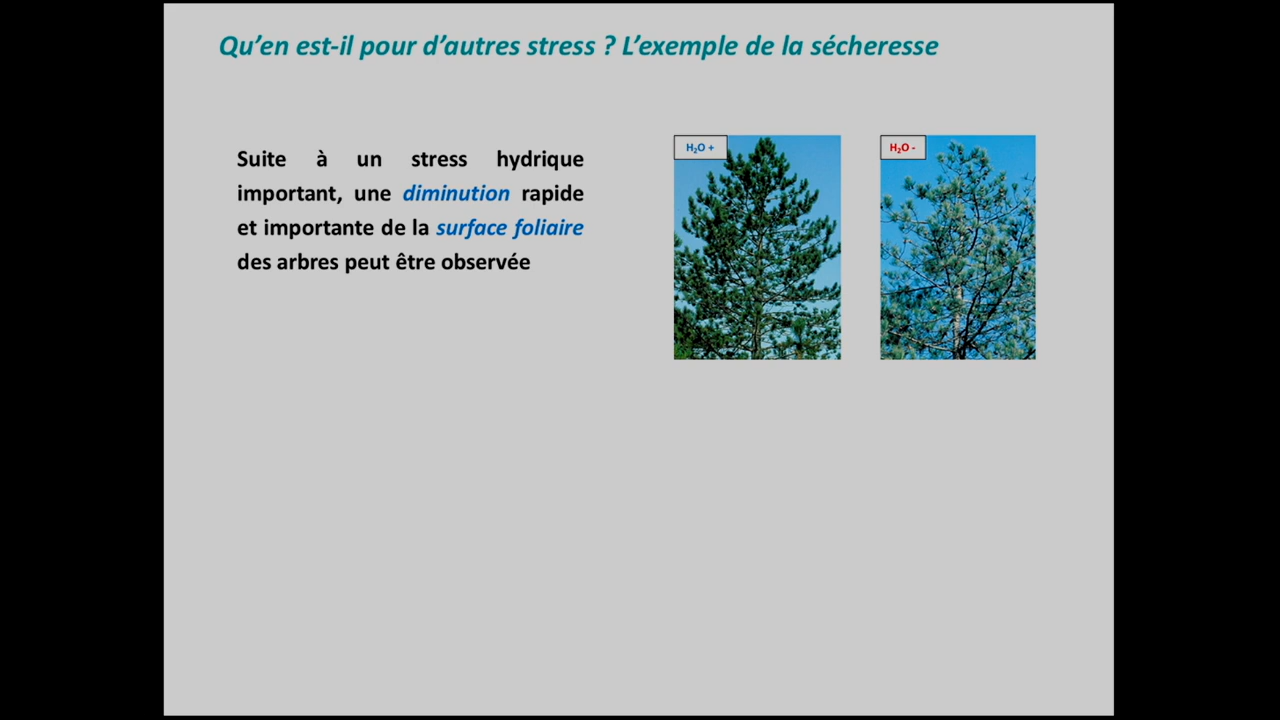 Qu’en est-il pour d’autres stress ? L’exemple de la sécheresse
Suite à un stress hydrique
important, une diminution rapide
et importante de la surface foliaire
des arbres peut être observée
H₂O +
H₂O -